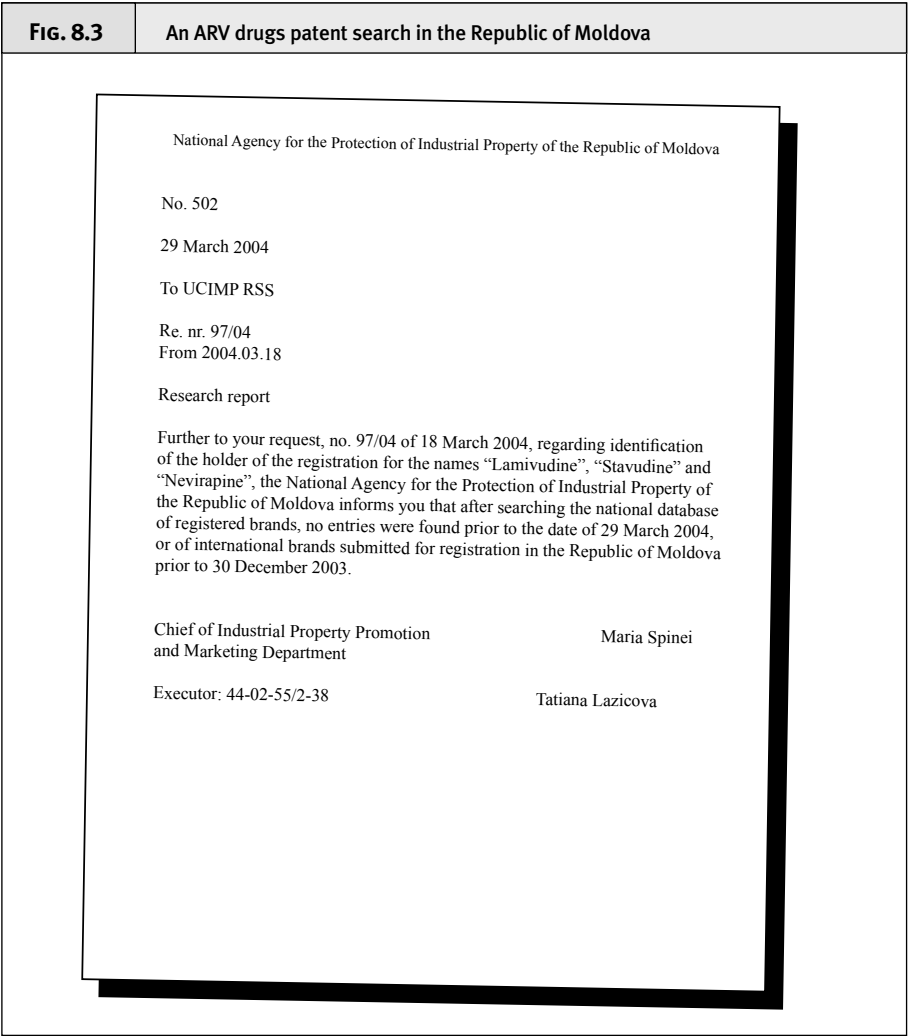 FIG. 8.3 An ARV drugs patent search in the Republic of Moldova
National Agency for the Protection of Industrial Property of the Republic of Moldova
No. 502
29 March 2004
To UCIMP RSS
Re. nr. 97/04
From 2004.03.18
Research report
Further to your request, no. 97/04 of 18 March 2004, regarding identification
of the holder of the registration for the names “Lamivudine”, “Stavudine” and
“Nevirapine”, the National Agency for the Protection of Industrial Property of
the Republic of Moldova informs you that after searching the national database
of registered brands, no entries were found prior to the date of 29 March 2004,
or of international brands submitted for registration in the Republic of Moldova
prior to 30 December 2003.
Chief of Industrial Property Promotion Maria Spinei
and Marketing Department
Executor: 44-02-55/2-38 Tatiana Lazicova